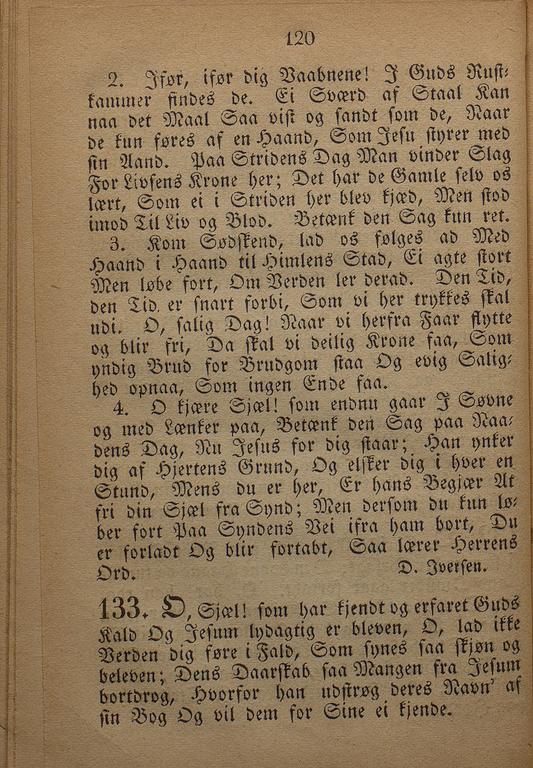 120
2. Ifør, ifør dig Vaabnene! I Guds Rust-
kammer findes de. Ei Sværd af Staal Kan
naa det Maal Saa vist og sandt som de, Naar
de kun føres af en Haand, Som Jesu styrer med
sin Aand. Paa Stridens Dag Man vinder Slag
For Livsens Krone her; Det har de Gamle selv os
lært, Som ei i Striden her blev kjæd, Men stod
imod Til Liv og Blod. Betænk den Sag kun ret.
3. Kom Sødskend, lad os følges ad Med
Haand i Haand til Himlens Stad, Ei agte stort
Men løbe fort, Om Verden ler derad. Den Tid,
den Tid er snart forbi, Som vi her trykkes skal
udi. O, salig Dag! Naar vi herfra Faar flytte
og blir fri, Da skal vi deilig Krone faa, Som
yndig Brud for Brudgom staa Og evig Salig-
hed opnaa, Som ingen Ende faa.
4. O kjære Sjæl! som endnu gaar I Søvne
og med Lænker paa, Betænk den Sag paa Naa-
dens Dag, Nu Jesus for dig staar; Han ynker
dig af Hjertens Grund, Og elsker dig i hver en
Stund, Mens du er her, Er hans Begjær At
fri din Sjæl fra Synd; Men dersom du kun lø-
ber fort Paa Syndens Vei ifra ham bort, Du
er forladt Og blir fortabt, Saa lærer Herrens
Ord. D. Iversen.
133. O, Sjæl! som har kjendt og erfaret Guds
Kald Og Jesum lydagtig er bleven, O, lad ikke
Verden dig føre i Fald, Som synes saa skjøn og
beleven; Dens Daarskab saa Mangen fra Jesum
bortdrog, Hvorfor han udstrøg deres Navn' af
sin Bog Og vil dem for Sine ei kjende.